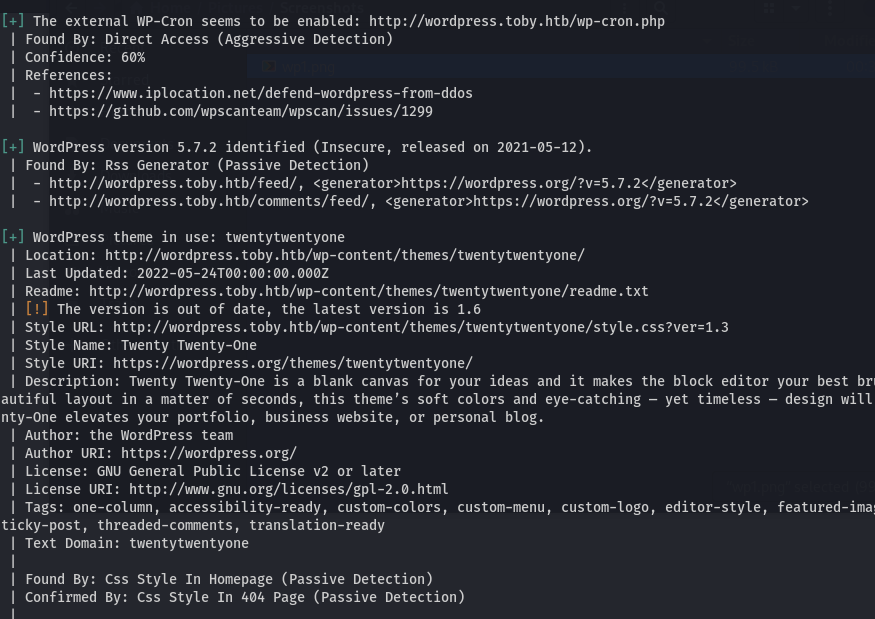 [+] The external WP-Cron seems to be enabled: http://wordpress.toby.htb/wp-cron.php
| Found By: Direct Access (Aggressive Detection)
| Confidence: 60%
| References:
|  - https://www.iplocation.net/defend-wordpress-from-ddos
|  - https://github.com/wpscanteam/wpscan/issues/1299
[+] WordPress version 5.7.2 identified (Insecure, released on 2021-05-12).
| Found By: Rss Generator (Passive Detection)
|  - http://wordpress.toby.htb/feed/, <generator>https://wordpress.org/?v=5.7.2</generator>
|  - http://wordpress.toby.htb/comments/feed/, <generator>https://wordpress.org/?v=5.7.2</generator>
[+] WordPress theme in use: twentytwentyone
| Location: http://wordpress.toby.htb/wp-content/themes/twentytwentyone/
| Last Updated: 2022-05-24T00:00:00.000Z
| Readme: http://wordpress.toby.htb/wp-content/themes/twentytwentyone/readme.txt
| [!] The version is out of date, the latest version is 1.6
| Style URL: http://wordpress.toby.htb/wp-content/themes/twentytwentyone/style.css?ver=1.3
| Style Name: Twenty Twenty-One
| Style URI: https://wordpress.org/themes/twentytwentyone/
| Description: Twenty Twenty-One is a blank canvas for your ideas and it makes the block editor your best bru
autiful layout in a matter of seconds, this theme’s soft colors and eye-catching — yet timeless — design will
nty-One elevates your portfolio, business website, or personal blog.
| Author: the WordPress team
| Author URI: https://wordpress.org/
| License: GNU General Public License v2 or later
| License URI: http://www.gnu.org/licenses/gpl-2.0.html
| Tags: one-column, accessibility-ready, custom-colors, custom-menu, custom-logo, editor-style, featured-imag
ticky-post, threaded-comments, translation-ready
| Text Domain: twentytwentyone
|
| Found By: Css Style In Homepage (Passive Detection)
| Confirmed By: Css Style In 404 Page (Passive Detection)
|